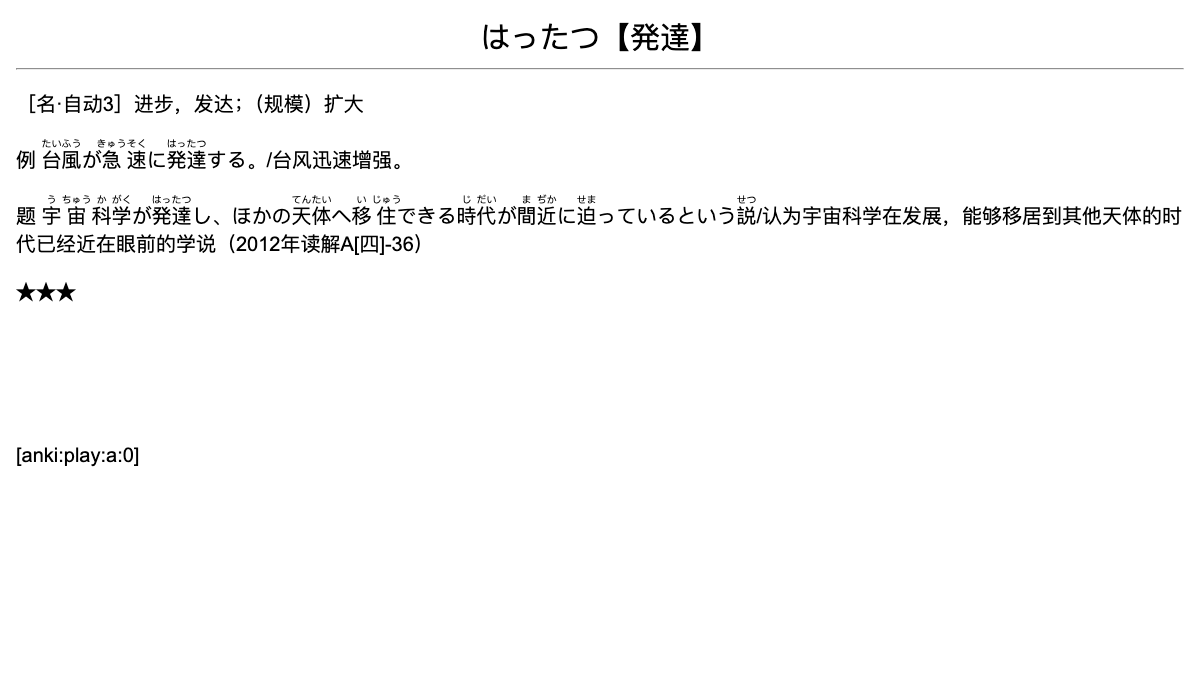 はったつ【発達】
［名·自动3］进步，发达；（规模）扩大
たいふう きゅうそく はったつ
例 台風が急速に発達する。/台风迅速增强。
うちゅうかがく はったつ てんたい いじゅう じだい まぢか せま せつ
题 宇宙科学が発達し、ほかの天体へ移住できる時代が間近に迫っているという説/认为宇宙科学在发展，能够移居到其他天体的时
代已经近在眼前的学说（2012年读解A[四]-36）
★★★
[anki:play:a:0]